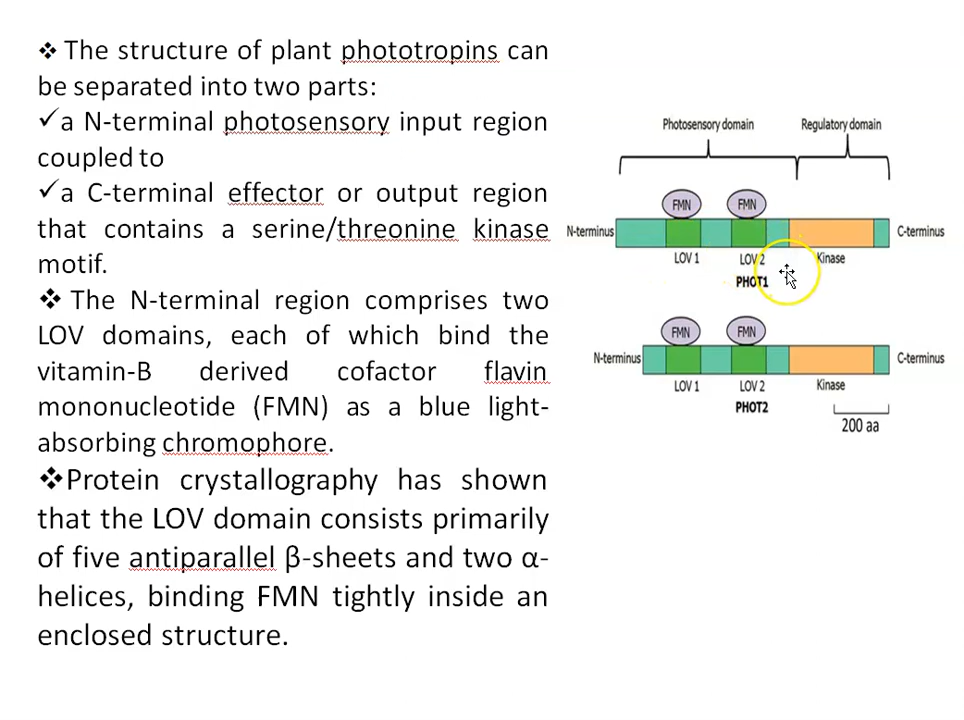 ❖ The structure of plant phototropins can
be separated into two parts:
✓a N-terminal photosensory input region
coupled to
✓a C-terminal effector or output region
that contains a serine/threonine kinase
motif.
❖ The N-terminal region comprises two
LOV domains, each of which bind the
vitamin-B derived cofactor flavin
mononucleotide (FMN) as a blue light-
absorbing chromophore.
❖Protein crystallography has shown
that the LOV domain consists primarily
of five antiparallel β-sheets and two α-
helices, binding FMN tightly inside an
enclosed structure.
Photosensory domain Regulatory domain
FMN FMN
N-terminus C-terminus
LOV 1 LOV 2 Kinase
PHOT1
FMN FMN
N-terminus C-terminus
LOV 1 LOV 2 Kinase
PHOT2
200 aa